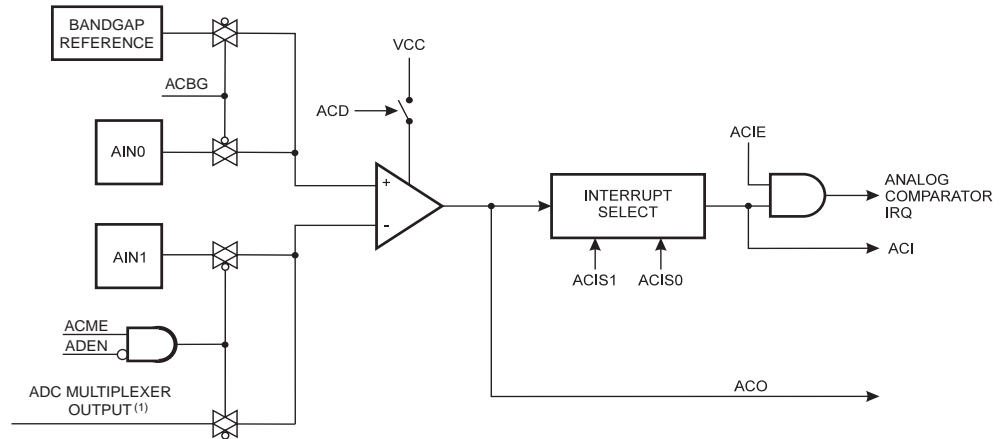 BANDGAP
REFERENCE
ACBG
AIN0
VCC
ACD
+
-
AIN1
ACME
ADEN
ADC MULTIPLEXER
OUTPUT (1)
INTERRUPT
SELECT
ACIS1 ACIS0
ACIE
ANALOG
COMPARATOR
IRQ
ACI
ACO